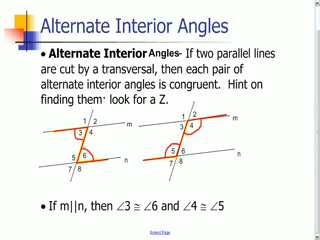 Alternate Interior Angles
• Alternate Interior Angles- If two parallel lines
are cut by a transversal, then each pair of
alternate interior angles is congruent. Hint on
finding them· look for a Z.
1 2
m
3 4
5 6
n
7 8
1 2
m
3 4
5 6
n
7 8
• If m||n, then ∠3 ≅ ∠6 and ∠4 ≅ ∠5
Extend Page